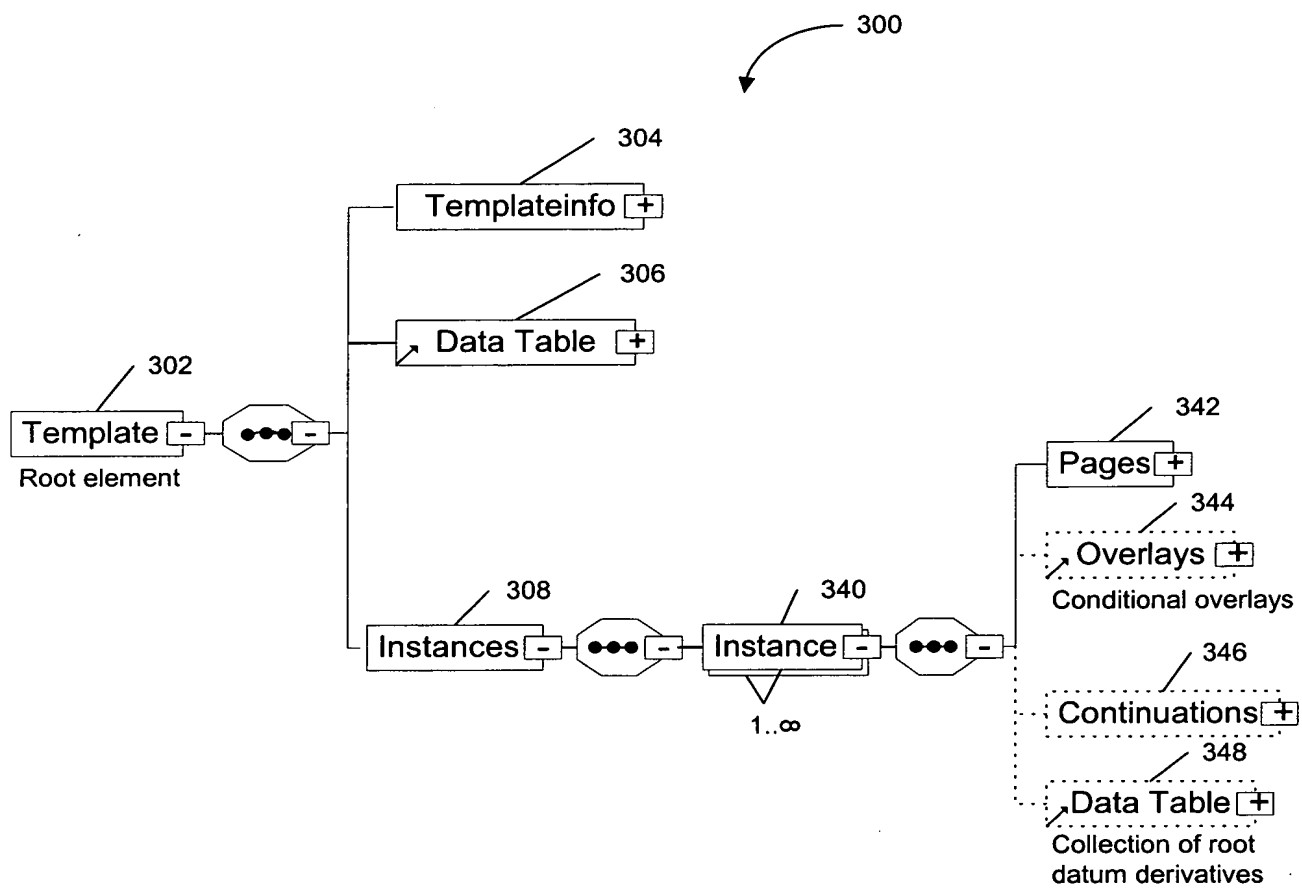 300
304
Templateinfo +
306
Data Table +
302
Template -
-
Root element
342
Pages +
344
Overlays +
Conditional overlays
308
340
Instances -
-
Instance -
-
1..∞
346
Continuations +
348
Data Table +
Collection of root
datum derivatives